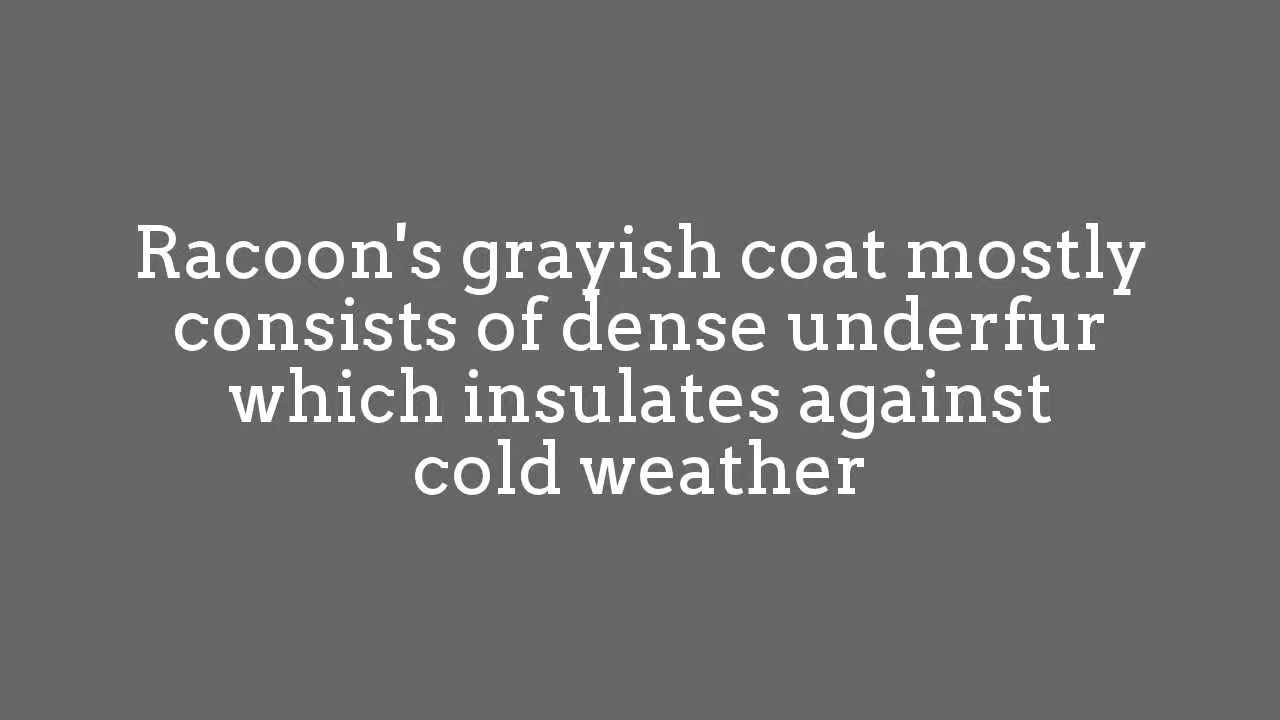 Racoon's grayish coat mostly
consists of dense underfur
which insulates against
cold weather